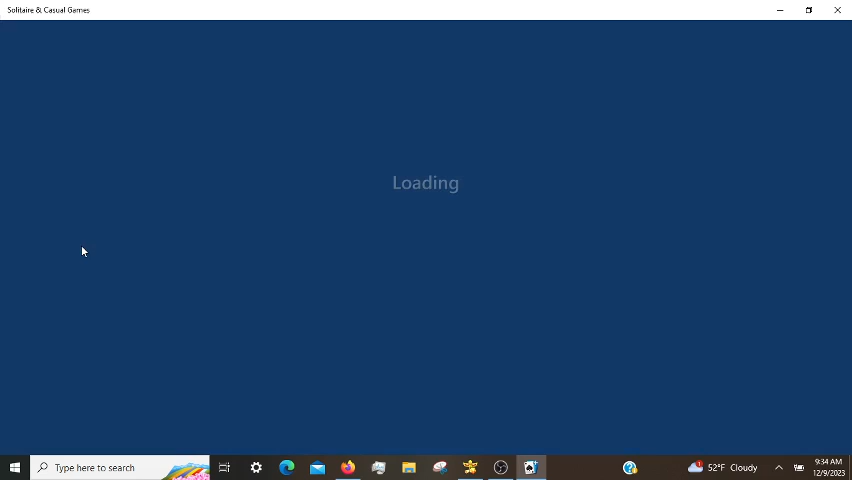 Solitaire & Casual Games
Loading
Type here to search
52°F Cloudy
9:34 AM
12/9/2023